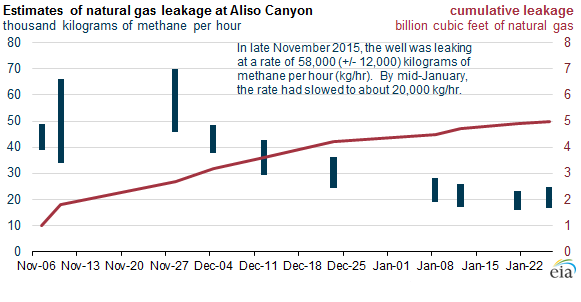 Estimates of natural gas leakage at Aliso Canyon
thousand kilograms of methane per hour
cumulative leakage
billion cubic feet of natural gas
In late November 2015, the well was leaking
at a rate of 58,000 (+/- 12,000) kilograms of
methane per hour (kg/hr).  By mid-January,
the rate had slowed to about 20,000 kg/hr.
80
70
60
50
40
30
20
10
0
8
7
6
5
4
3
2
1
0
Nov-06 Nov-13 Nov-20 Nov-27 Dec-04 Dec-11 Dec-18 Dec-25 Jan-01 Jan-08 Jan-15 Jan-22
eia